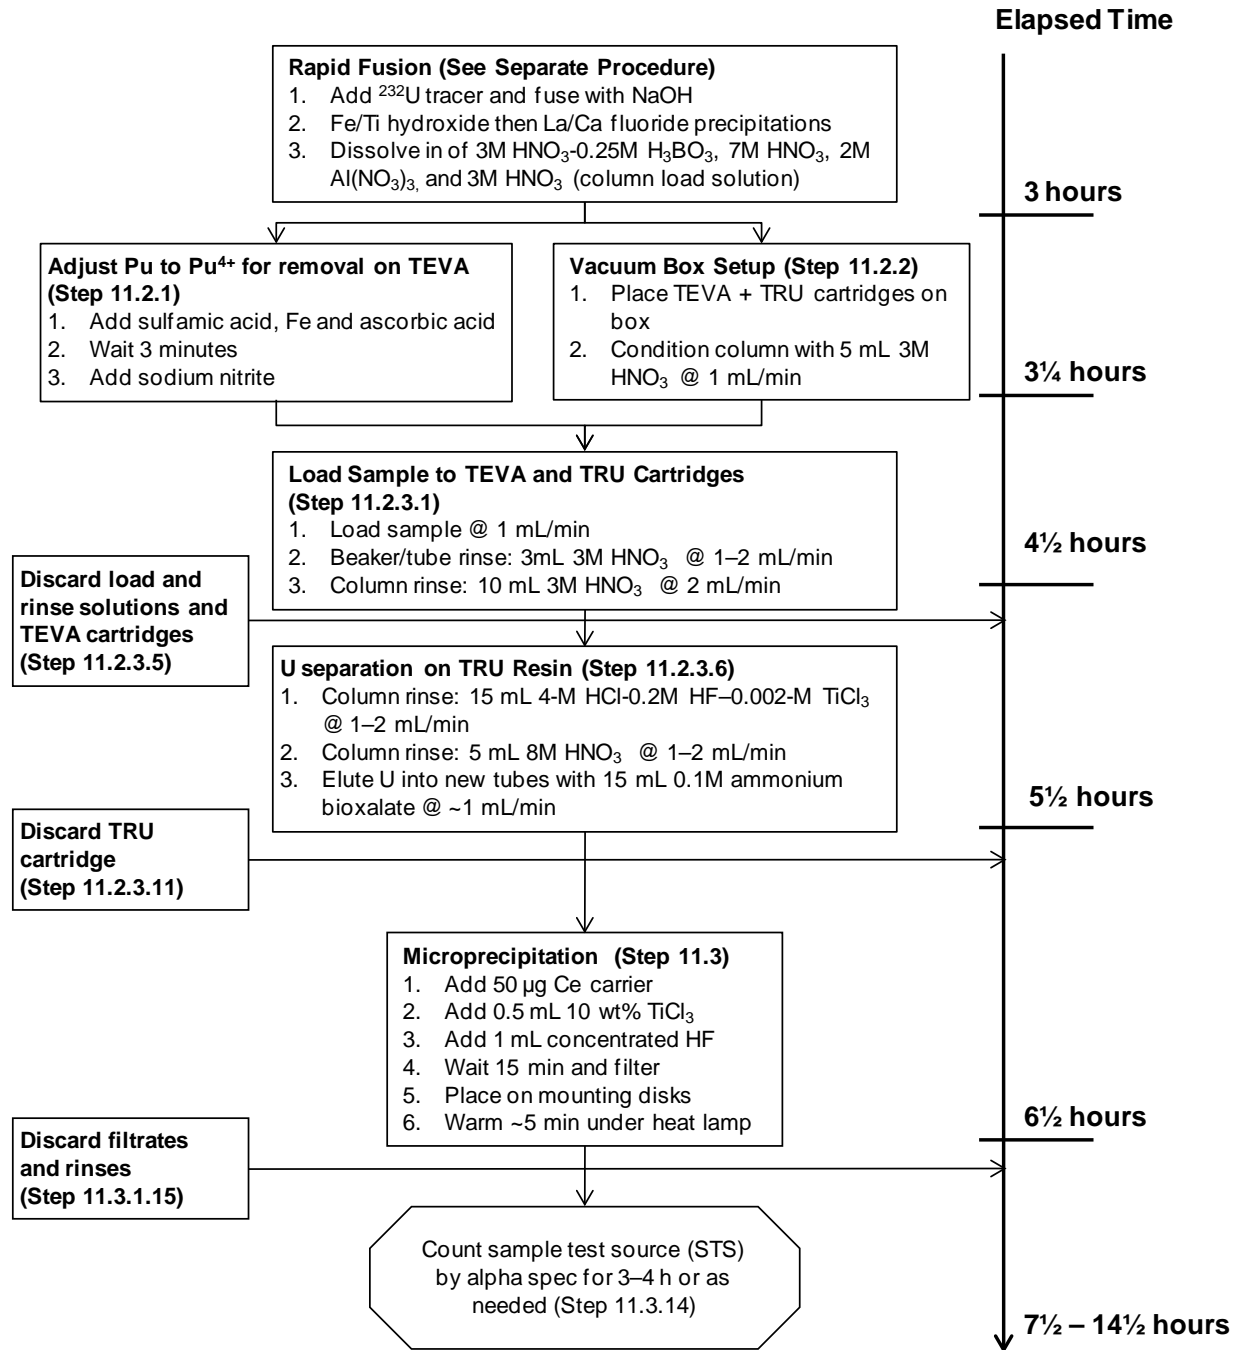 Elapsed Time
Rapid Fusion (See Separate Procedure)
1. Add ²³²U tracer and fuse with NaOH
2. Fe/Ti hydroxide then La/Ca fluoride precipitations
3. Dissolve in of 3M HNO₃-0.25M H₃BO₃, 7M HNO₃, 2M
Al(NO₃)₃, and 3M HNO₃ (column load solution)
3 hours
Adjust Pu to Pu⁴⁺ for removal on TEVA
(Step 11.2.1)
1. Add sulfamic acid, Fe and ascorbic acid
2. Wait 3 minutes
3. Add sodium nitrite
Vacuum Box Setup (Step 11.2.2)
1. Place TEVA + TRU cartridges on
box
2. Condition column with 5 mL 3M
HNO₃ @ 1 mL/min
3¼ hours
Load Sample to TEVA and TRU Cartridges
(Step 11.2.3.1)
1. Load sample @ 1 mL/min
2. Beaker/tube rinse: 3mL 3M HNO₃ @ 1–2 mL/min
3. Column rinse: 10 mL 3M HNO₃ @ 2 mL/min
4½ hours
Discard load and
rinse solutions and
TEVA cartridges
(Step 11.2.3.5)
U separation on TRU Resin (Step 11.2.3.6)
1. Column rinse: 15 mL 4-M HCl-0.2M HF–0.002-M TiCl₃
@ 1–2 mL/min
2. Column rinse: 5 mL 8M HNO₃ @ 1–2 mL/min
3. Elute U into new tubes with 15 mL 0.1M ammonium
bioxalate @ ~1 mL/min
5½ hours
Discard TRU
cartridge
(Step 11.2.3.11)
Microprecipitation (Step 11.3)
1. Add 50 µg Ce carrier
2. Add 0.5 mL 10 wt% TiCl₃
3. Add 1 mL concentrated HF
4. Wait 15 min and filter
5. Place on mounting disks
6. Warm ~5 min under heat lamp
6½ hours
Discard filtrates
and rinses
(Step 11.3.1.15)
Count sample test source (STS)
by alpha spec for 3–4 h or as
needed (Step 11.3.14)
7½ – 14½ hours